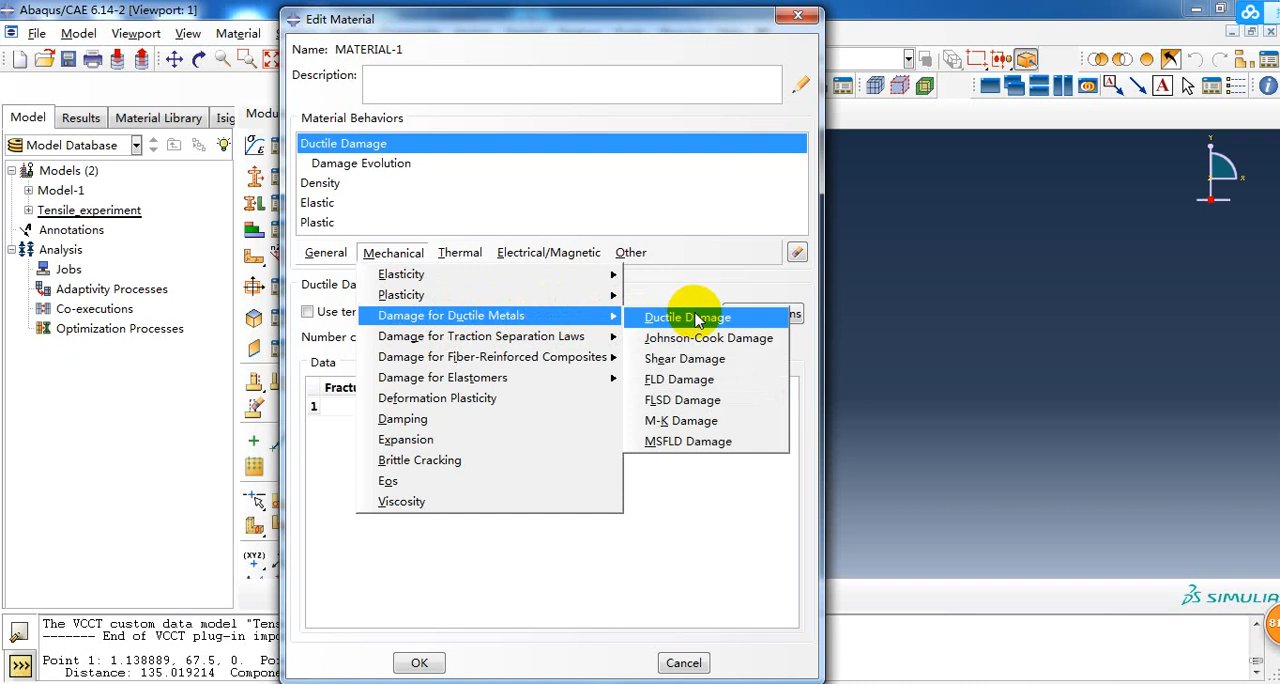 Abaqus/CAE 6.14-2 [Viewport: 1]
Edit Material
File Model Viewport View Material
Name: MATERIAL-1
Description:
Model Results Material Library
Model Database
Models (2)
Model-1
Tensile_experiment
Annotations
Analysis
Jobs
Adaptivity Processes
Co-executions
Optimization Processes
Material Behaviors
Ductile Damage
Damage Evolution
Density
Elastic
Plastic
General Mechanical Thermal Electrical/Magnetic Other
Elasticity
Plasticity
Damage for Ductile Metals
Damage for Traction Separation Laws
Damage for Fiber-Reinforced Composites
Damage for Elastomers
Deformation Plasticity
Damping
Expansion
Brittle Cracking
Eos
Viscosity
Ductile Damage
Johnson-Cook Damage
Shear Damage
FLD Damage
FLSD Damage
M-K Damage
MSFLD Damage
Data
1
OK Cancel
Y
X
(XYZ)
SIMULIA
The VCCT custom data model "Tens
------- End of VCCT plug-in impo
Point 1: 1.138889, 67.5, 0.
Distance: 135.019214